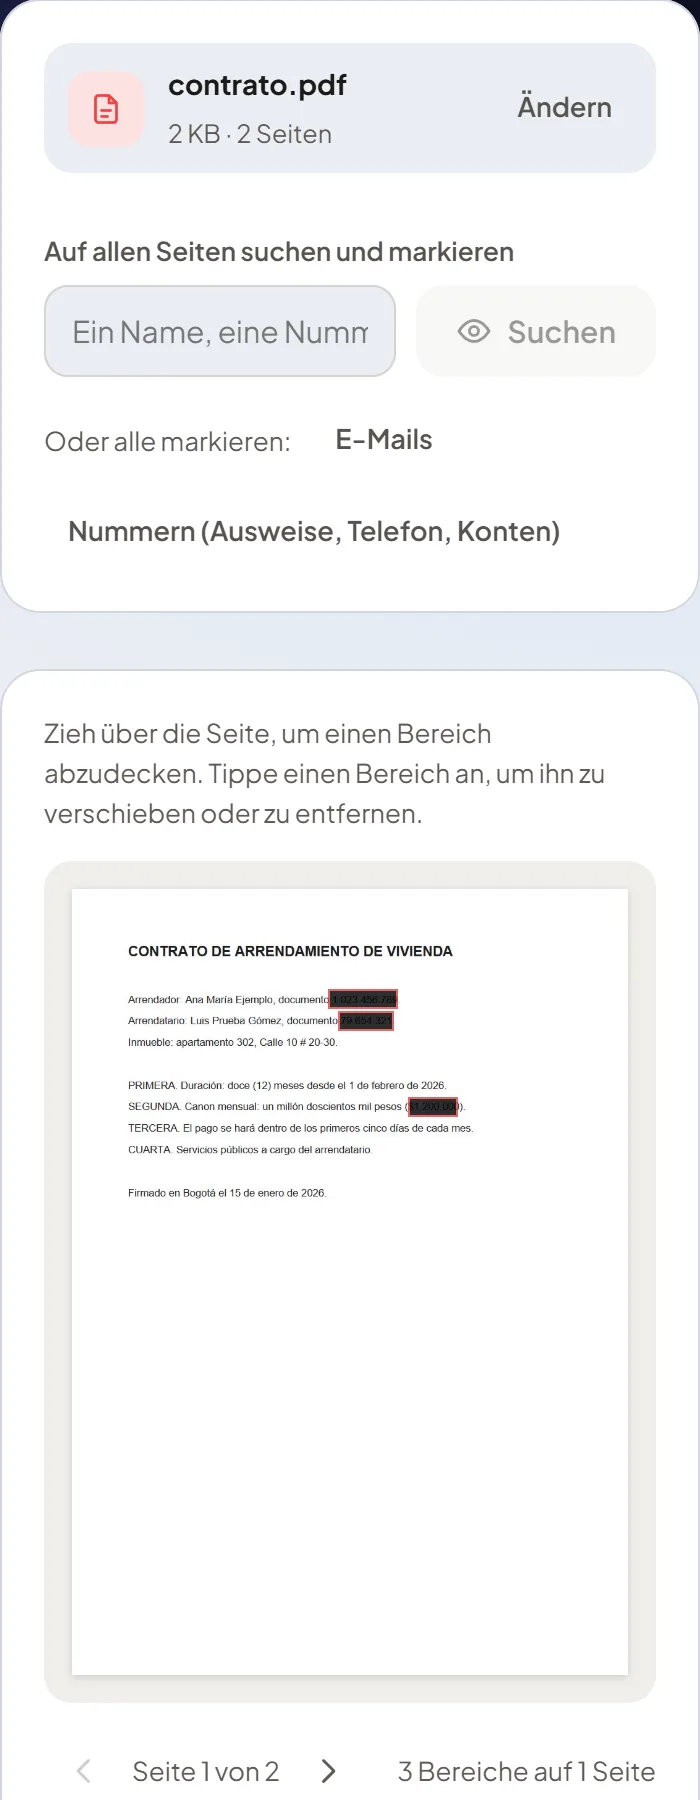 contrato.pdf
Ändern
2 KB · 2 Seiten
Auf allen Seiten suchen und markieren
Ein Name, eine Numm
Suchen
Oder alle markieren:
E-Mails
Nummern (Ausweise, Telefon, Konten)
Zieh über die Seite, um einen Bereich
abzudecken. Tippe einen Bereich an, um ihn zu
verschieben oder zu entfernen.
CONTRATO DE ARRENDAMIENTO DE VIVIENDA
Arrendador: Ana María Ejemplo, documento
Arrendatario: Luis Prueba Gómez, documento
Inmueble: apartamento 302, Calle 10 # 20-30.
PRIMERA. Duración: doce (12) meses desde el 1 de febrero de 2026.
SEGUNDA. Canon mensual: un millón doscientos mil pesos ( ).
TERCERA. El pago se hará dentro de los primeros cinco días de cada mes.
CUARTA. Servicios públicos a cargo del arrendatario.
Firmado en Bogotá el 15 de enero de 2026.
Seite 1 von 2
3 Bereiche auf 1 Seite